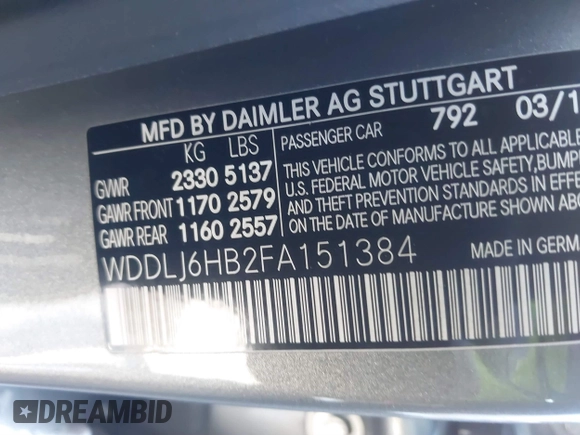 MFD BY DAIMLER AG STUTTGART
KG LBS PASSENGER CAR 792 03/1
GVWR 2330 5137
GAWR FRONT 1170 2579
GAWR REAR 1160 2557
THIS VEHICLE CONFORMS TO ALL APPLICABLE
U.S. FEDERAL MOTOR VEHICLE SAFETY, BUMP
AND THEFT PREVENTION STANDARDS IN EFFE
ON THE DATE OF MANUFACTURE SHOWN ABO
WDDLJ6HB2FA151384
MADE IN GERM
DREAMBID